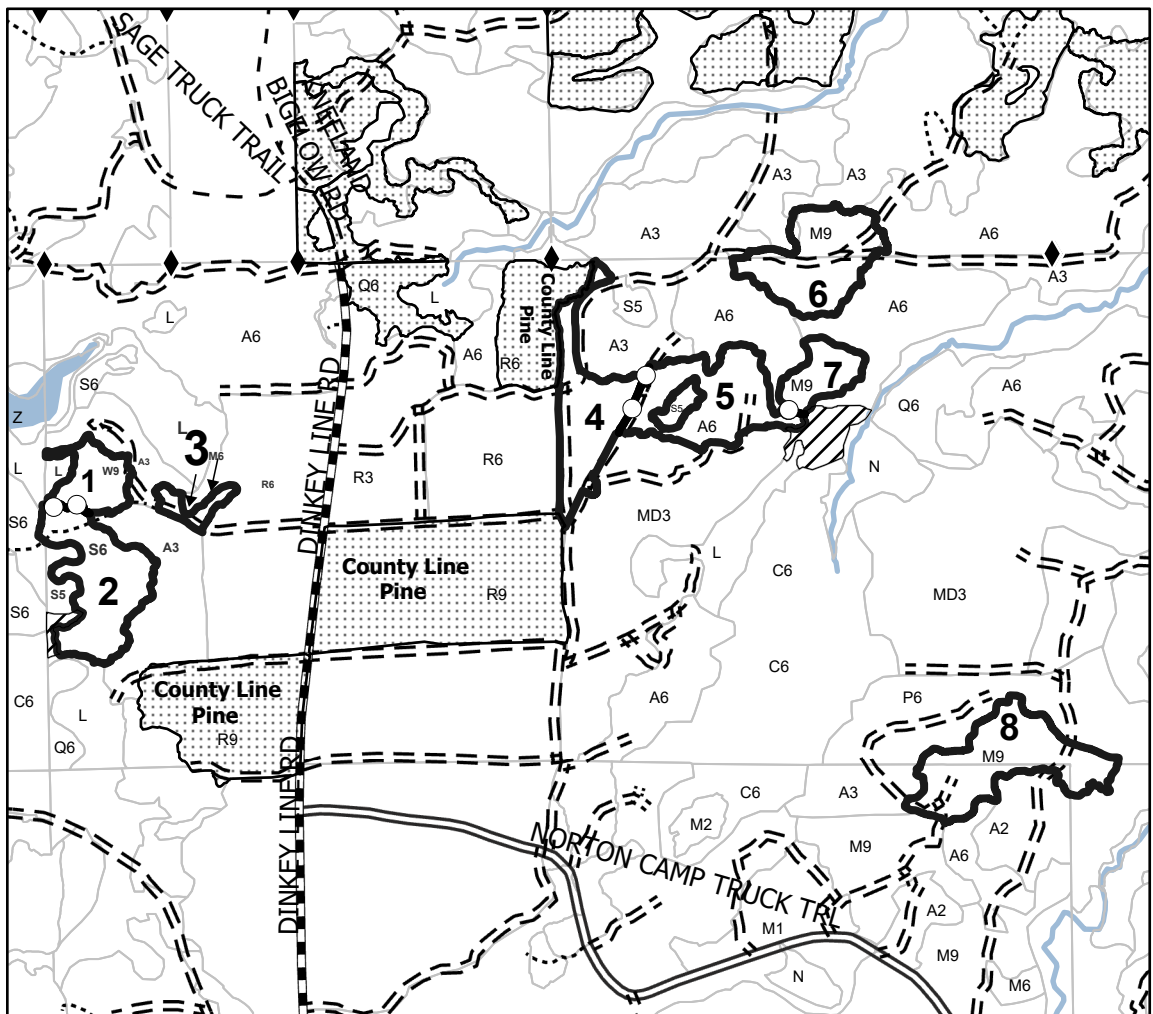 SAGE TRUCK TRAIL
BIGELOW RD
A3
A3
A3
M9
A6
A3
Q6
L
County Line
Pine
R6
S5
6
A6
A6
L
A6
A6
A3
S6
M9
7
5
S5
A6
Q6
A6
Z
4
DINKEY LINE RD
L
3
M6
L
W9
A3
1
R6
R3
R6
N
L
S6
MD3
S6
A3
L
C6
County Line
Pine
R9
S5
2
S6
MD3
C6
County Line
Pine
R9
C6
L
Q6
A6
P6
8
M9
DINKEY LINE RD
C6
A3
M2
NORTON CAMP TRUCK TRL
M9
A2
A6
A2
M1
M9
N
M6